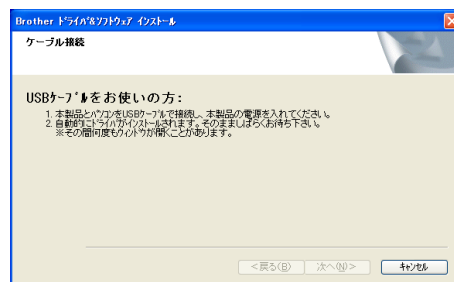 Brother ﾄﾞﾗｲﾊﾞ&ｿﾌﾄｳｪｱ ｲﾝｽﾄｰﾙ
ケーブル接続
USBｹｰﾌﾞﾙをお使いの方:
1. 本製品とﾊﾟｿｺﾝをUSBｹｰﾌﾞﾙで接続し、本製品の電源を入れてください。
2. 自動的にﾄﾞﾗｲﾊﾞがｲﾝｽﾄｰﾙされます。そのまましばらくお待ち下さい。
※その間何度もｳｨﾝﾄﾞｳが開くことがあります。
<戻る(B) 次へ(N)> ｷｬﾝｾﾙ